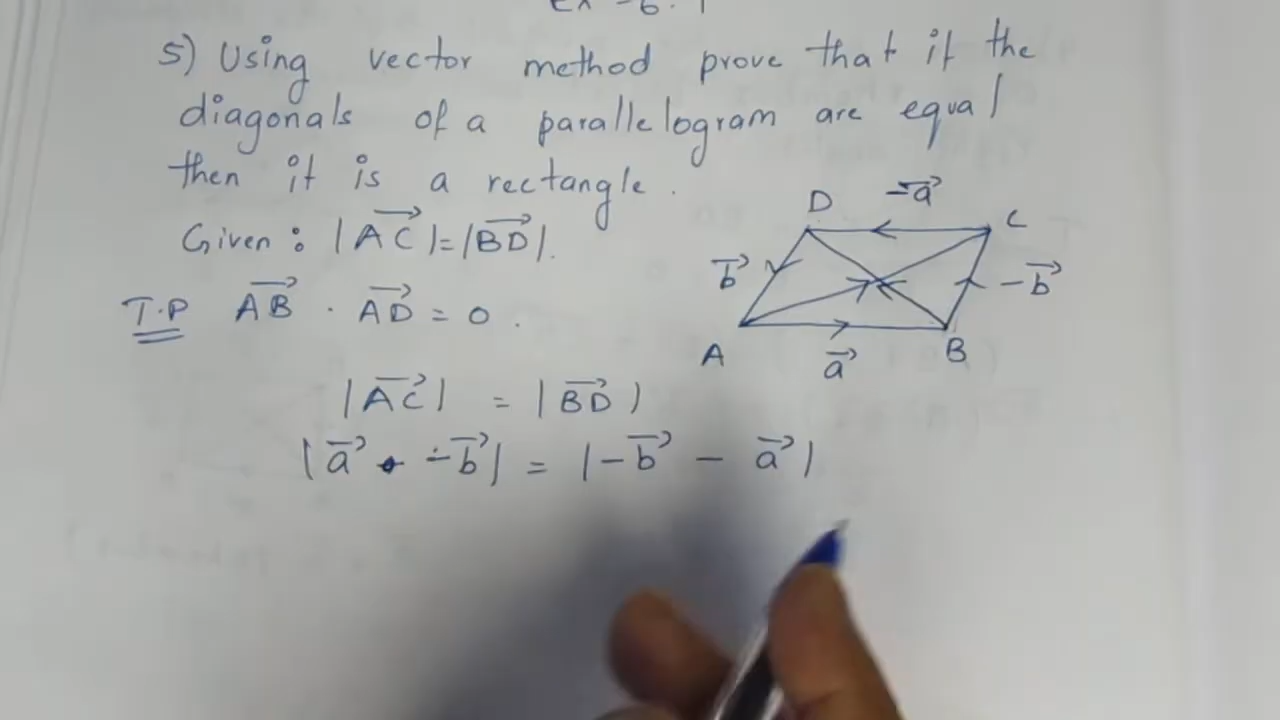 5) Using vector method prove that if the
diagonals of a parallelogram are equal
then it is a rectangle.
Given : |AC⃗| = |BD⃗|.
T.P AB⃗ . AD⃗ = 0 .
D -a⃗ C
b⃗ -b⃗
A a⃗ B
|AC⃗| = |BD⃗|
|a⃗ - b⃗| = |-b⃗ - a⃗|